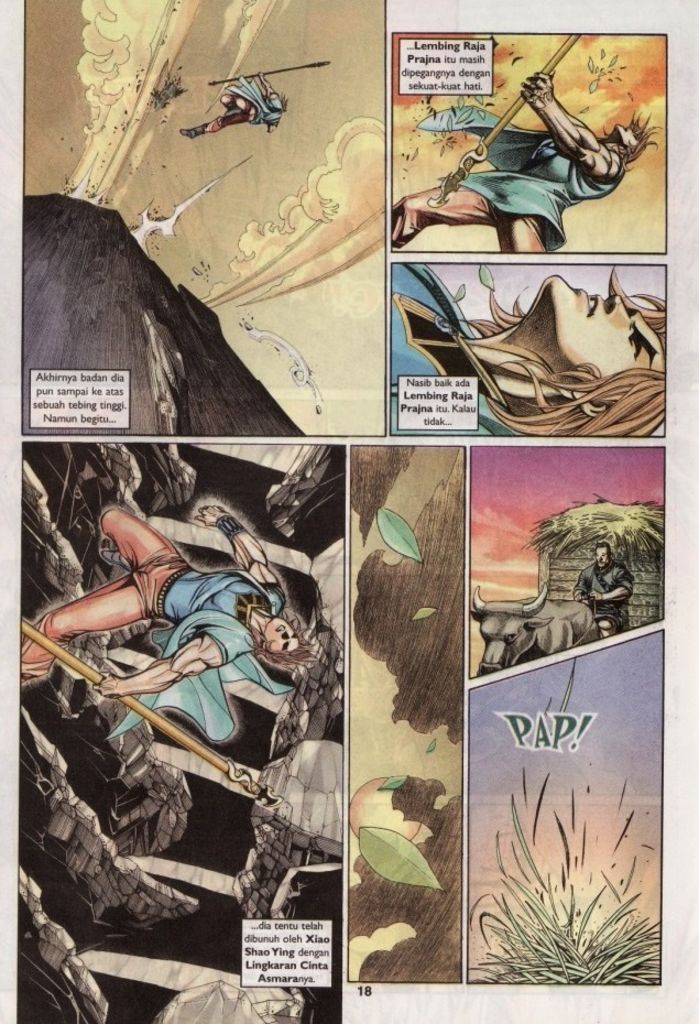 Akhirnya badan dia
pun sampai ke atas
sebuah tebing tinggi.
Namun begitu...
...Lembing Raja
Prajna itu masih
dipegangnya dengan
sekuat-kuat hati.
Nasib baik ada
Lembing Raja
Prajna itu. Kalau
tidak...
...dia tentu telah
dibunuh oleh Xiao
Shao Ying dengan
Lingkaran Cinta
Asmaranya.
PAP!
18